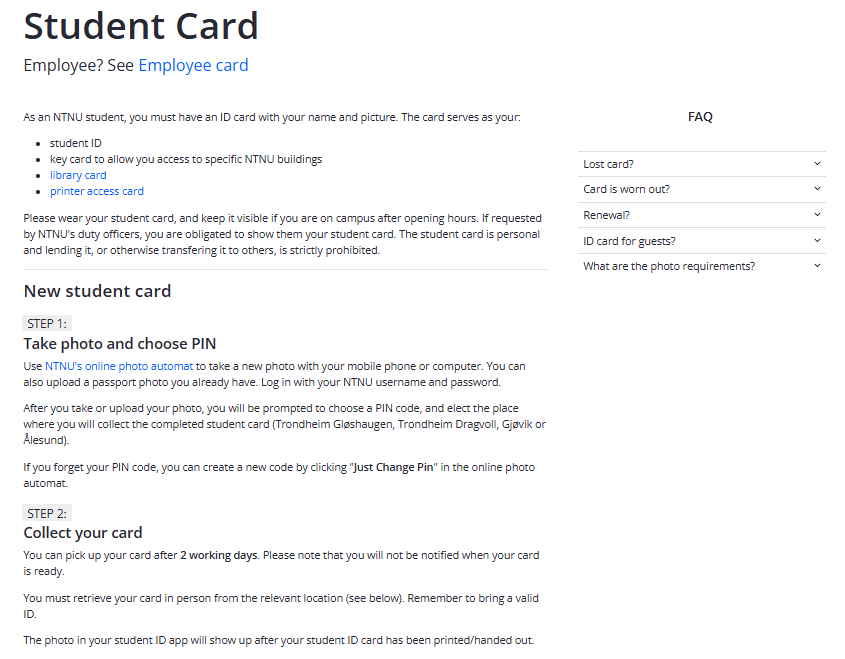 Student Card
Employee? See Employee card
As an NTNU student, you must have an ID card with your name and picture. The card serves as your:
student ID
key card to allow you access to specific NTNU buildings
library card
printer access card
Please wear your student card, and keep it visible if you are on campus after opening hours. If requested
by NTNU's duty officers, you are obligated to show them your student card. The student card is personal
and lending it, or otherwise transfering it to others, is strictly prohibited.
New student card
STEP 1:
Take photo and choose PIN
Use NTNU's online photo automat to take a new photo with your mobile phone or computer. You can
also upload a passport photo you already have. Log in with your NTNU username and password.
After you take or upload your photo, you will be prompted to choose a PIN code, and elect the place
where you will collect the completed student card (Trondheim Gløshaugen, Trondheim Dragvoll, Gjøvik or
Ålesund).
If you forget your PIN code, you can create a new code by clicking "Just Change Pin" in the online photo
automat.
STEP 2:
Collect your card
You can pick up your card after 2 working days. Please note that you will not be notified when your card
is ready.
You must retrieve your card in person from the relevant location (see below). Remember to bring a valid
ID.
The photo in your student ID app will show up after your student ID card has been printed/handed out.
FAQ
Lost card?
Card is worn out?
Renewal?
ID card for guests?
What are the photo requirements?